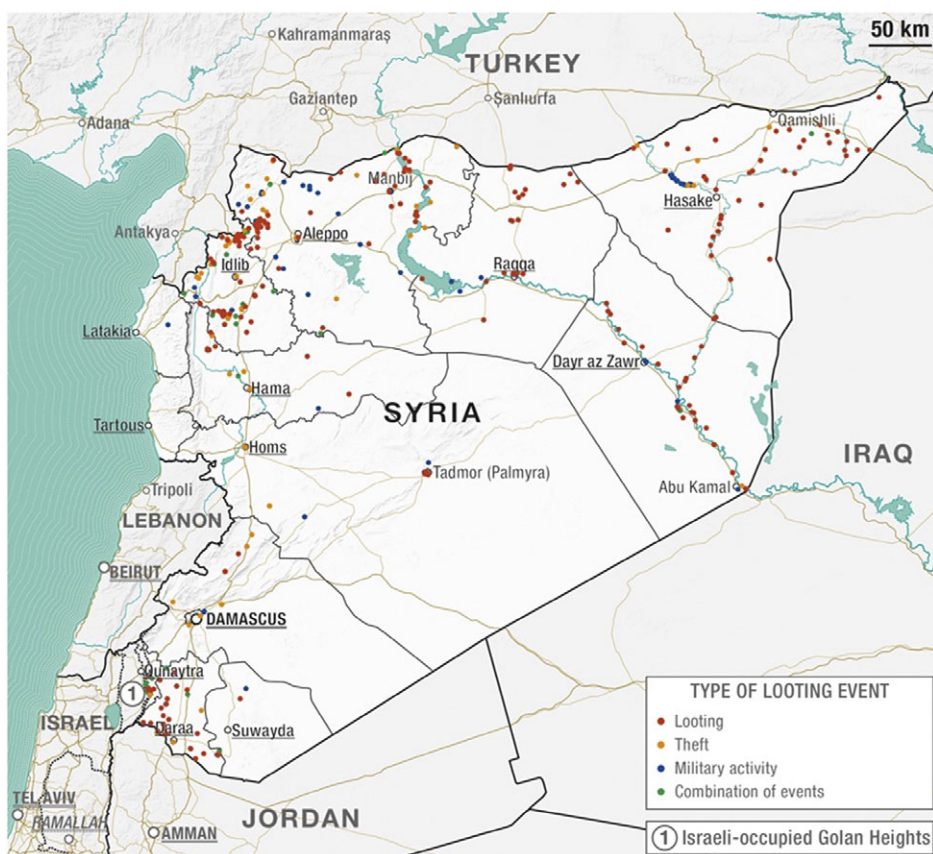 50 km
Kahramanmaraş
TURKEY
Gaziantep
Şanlıurfa
Adana
Qamishli
Manbij
Hasake
Antakya
Aleppo
Idlib
Raqqa
Latakia
Dayr az Zawr
Hama
SYRIA
Tartous
Homs
IRAQ
Tadmor (Palmyra)
Abu Kamal
Tripoli
LEBANON
BEIRUT
DAMASCUS
Qunaytra
1
ISRAEL
Daraa
Suwayda
TEL AVIV
RAMALLAH
AMMAN
JORDAN
TYPE OF LOOTING EVENT
Looting
Theft
Military activity
Combination of events
1 Israeli-occupied Golan Heights